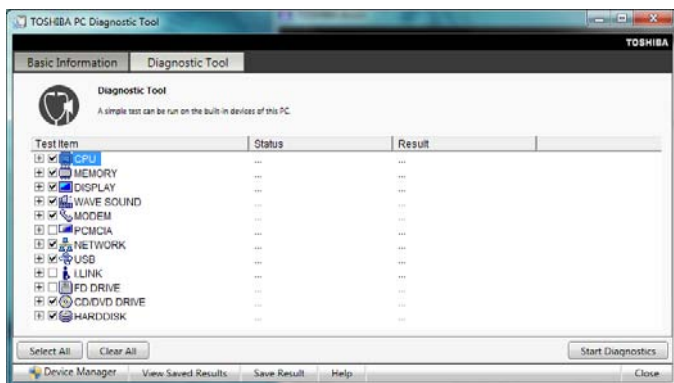 TOSHIBA PC Diagnostic Tool
TOSHIBA
Basic Information Diagnostic Tool
Diagnostic Tool
A simple test can be run on the built-in devices of this PC.
Test Item Status Result
CPU ... ...
MEMORY ... ...
DISPLAY ... ...
WAVE SOUND ... ...
MODEM ... ...
PCMCIA ... ...
NETWORK ... ...
USB ... ...
i.LINK ... ...
FD DRIVE ... ...
CD/DVD DRIVE ... ...
HARDDISK ... ...
Select All Clear All Start Diagnostics
Device Manager View Saved Results Save Result Help Close